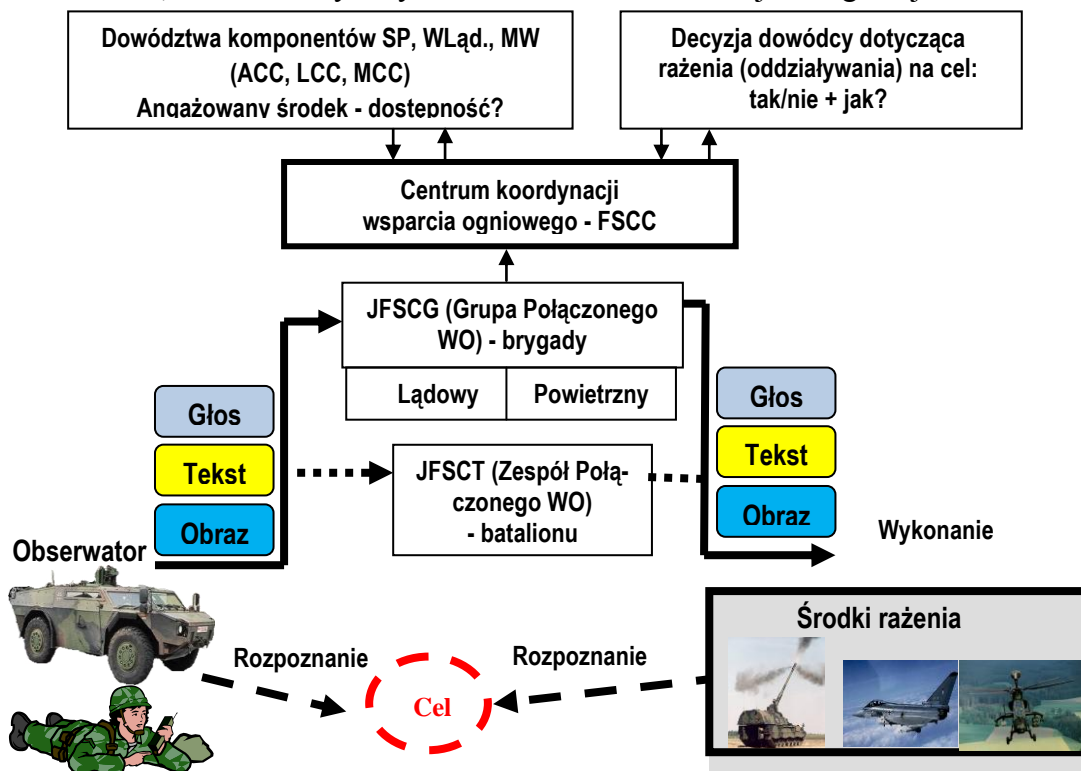 Dowództwa komponentów SP, WLąd., MW
(ACC, LCC, MCC)
Angażowany środek - dostępność?
Decyzja dowódcy dotycząca
rażenia (oddziaływania) na cel:
tak/nie + jak?
Centrum koordynacji
wsparcia ogniowego - FSCC
JFSCG (Grupa Połączonego
WO) - brygady
Lądowy
Powietrzny
Głos
Tekst
Obraz
JFSCT (Zespół Połą-
czonego WO)
- batalionu
Głos
Tekst
Obraz
Obserwator
Wykonanie
Środki rażenia
Rozpoznanie
Rozpoznanie
Cel